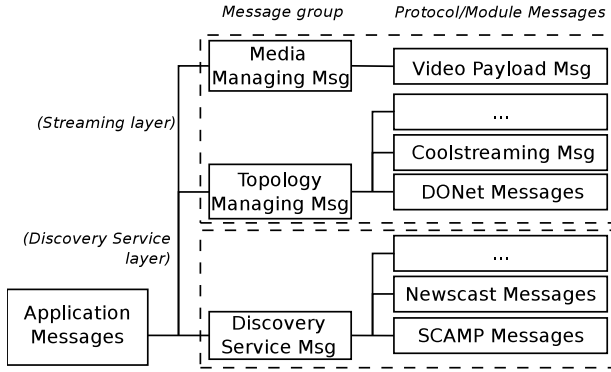 Message group
Protocol/Module Messages
Media
Managing Msg
Video Payload Msg
(Streaming layer)
...
Coolstreaming Msg
Topology
Managing Msg
DONet Messages
(Discovery Service
layer)
...
Newscast Messages
Application
Messages
Discovery
Service Msg
SCAMP Messages